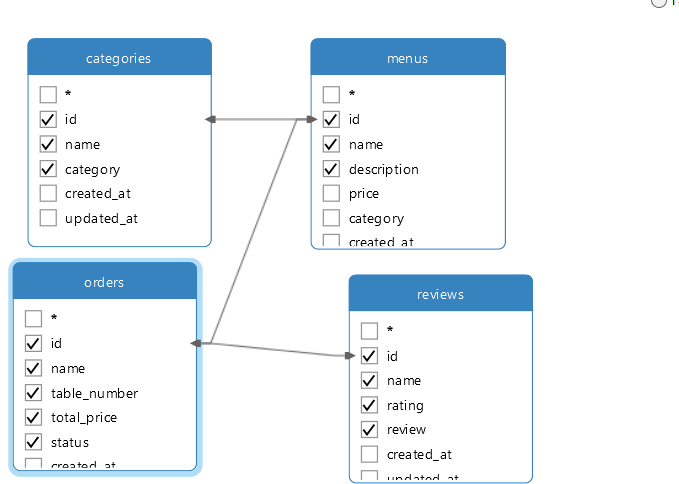 categories
*
id
name
category
created_at
updated_at
menus
*
id
name
description
price
category
created_at
orders
*
id
name
table_number
total_price
status
created_at
reviews
*
id
name
rating
review
created_at
updated_at